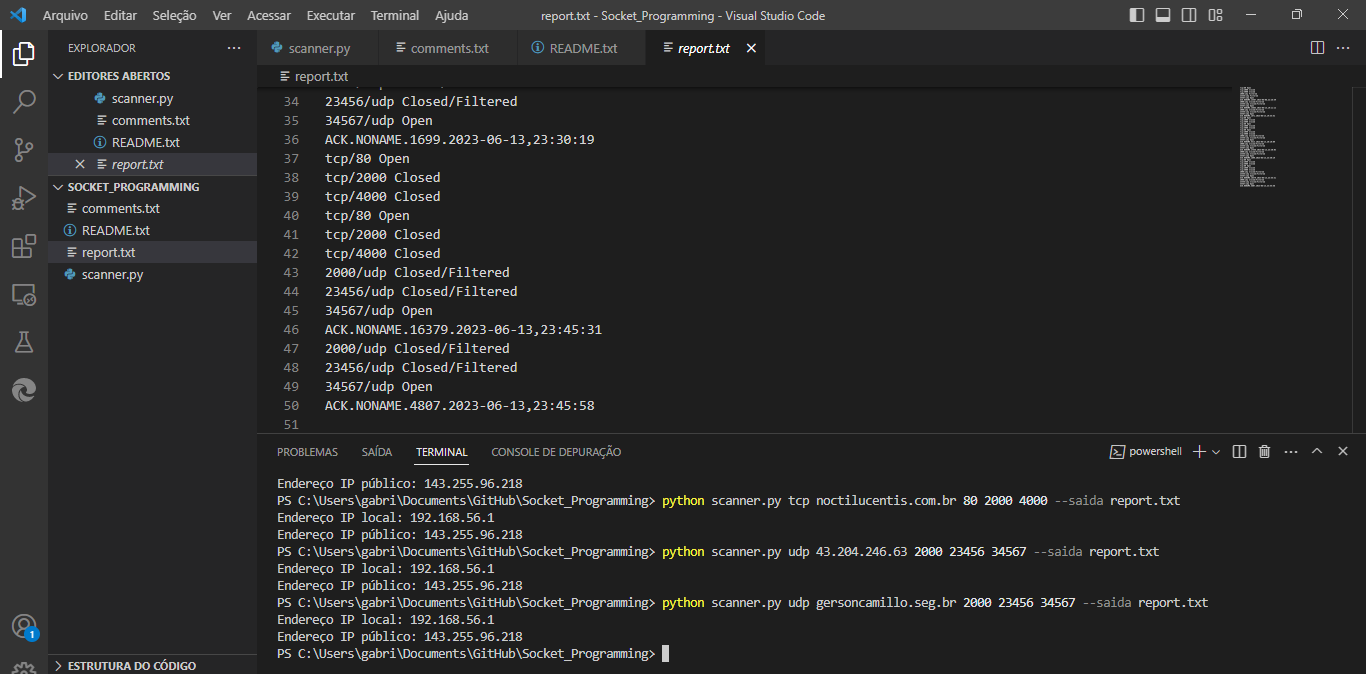 Arquivo Editar Seleção Ver Acessar Executar Terminal Ajuda report.txt - Socket_Programming - Visual Studio Code
EXPLORADOR ···
EDITORES ABERTOS
scanner.py
comments.txt
README.txt
report.txt
SOCKET_PROGRAMMING
comments.txt
README.txt
report.txt
scanner.py
ESTRUTURA DO CÓDIGO
1
scanner.py comments.txt README.txt report.txt
report.txt
34 23456/udp Closed/Filtered
35 34567/udp Open
36 ACK.NONAME.1699.2023-06-13,23:30:19
37 tcp/80 Open
38 tcp/2000 Closed
39 tcp/4000 Closed
40 tcp/80 Open
41 tcp/2000 Closed
42 tcp/4000 Closed
43 2000/udp Closed/Filtered
44 23456/udp Closed/Filtered
45 34567/udp Open
46 ACK.NONAME.16379.2023-06-13,23:45:31
47 2000/udp Closed/Filtered
48 23456/udp Closed/Filtered
49 34567/udp Open
50 ACK.NONAME.4807.2023-06-13,23:45:58
51
PROBLEMAS SAÍDA TERMINAL CONSOLE DE DEPURAÇÃO powershell
Endereço IP público: 143.255.96.218
PS C:\Users\gabri\Documents\GitHub\Socket_Programming> python scanner.py tcp noctilucentis.com.br 80 2000 4000 --saida report.txt
Endereço IP local: 192.168.56.1
Endereço IP público: 143.255.96.218
PS C:\Users\gabri\Documents\GitHub\Socket_Programming> python scanner.py udp 43.204.246.63 2000 23456 34567 --saida report.txt
Endereço IP local: 192.168.56.1
Endereço IP público: 143.255.96.218
PS C:\Users\gabri\Documents\GitHub\Socket_Programming> python scanner.py udp gersoncamillo.seg.br 2000 23456 34567 --saida report.txt
Endereço IP local: 192.168.56.1
Endereço IP público: 143.255.96.218
PS C:\Users\gabri\Documents\GitHub\Socket_Programming>